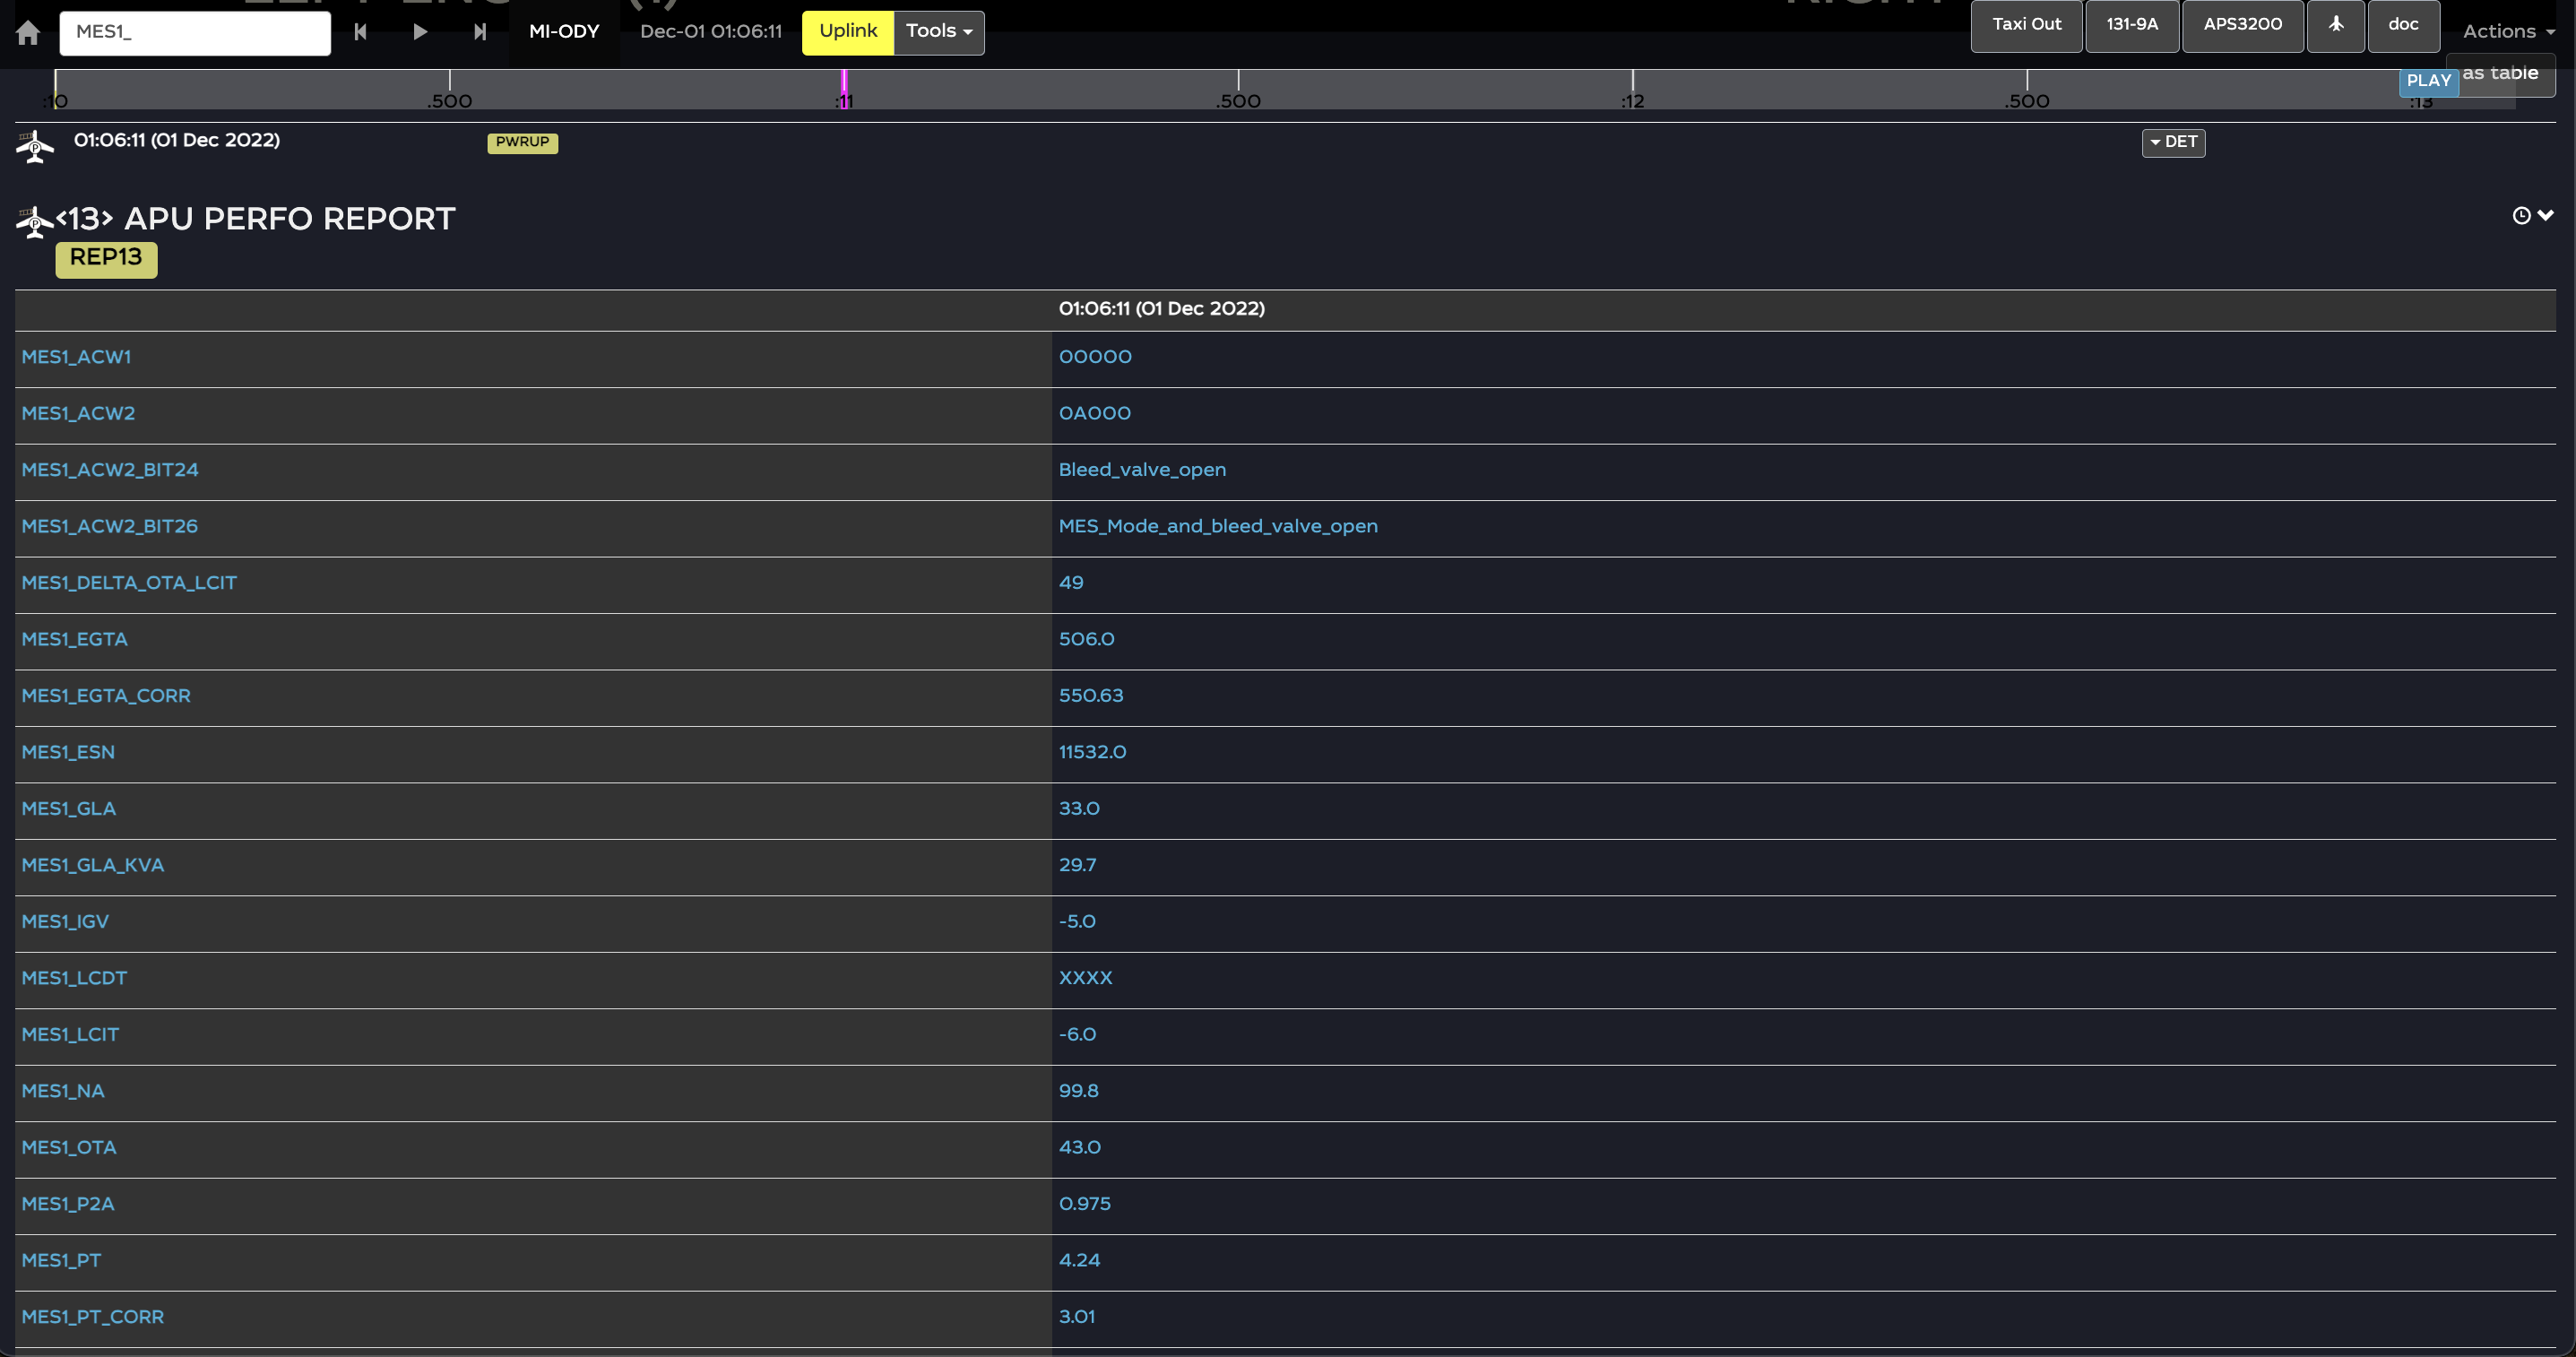 MES1_ MI-ODY Dec-01 01:06:11 Uplink Tools Taxi Out 131-9A APS3200 doc Actions
PLAY as table
:10 .500 :11 .500 :12 .500 :13
01:06:11 (01 Dec 2022) PWRUP DET
<13> APU PERFO REPORT
REP13
01:06:11 (01 Dec 2022)
MES1_ACW1 00000
MES1_ACW2 0A000
MES1_ACW2_BIT24 Bleed_valve_open
MES1_ACW2_BIT26 MES_Mode_and_bleed_valve_open
MES1_DELTA_OTA_LCIT 49
MES1_EGTA 506.0
MES1_EGTA_CORR 550.63
MES1_ESN 11532.0
MES1_GLA 33.0
MES1_GLA_KVA 29.7
MES1_IGV -5.0
MES1_LCDT XXXX
MES1_LCIT -6.0
MES1_NA 99.8
MES1_OTA 43.0
MES1_P2A 0.975
MES1_PT 4.24
MES1_PT_CORR 3.01